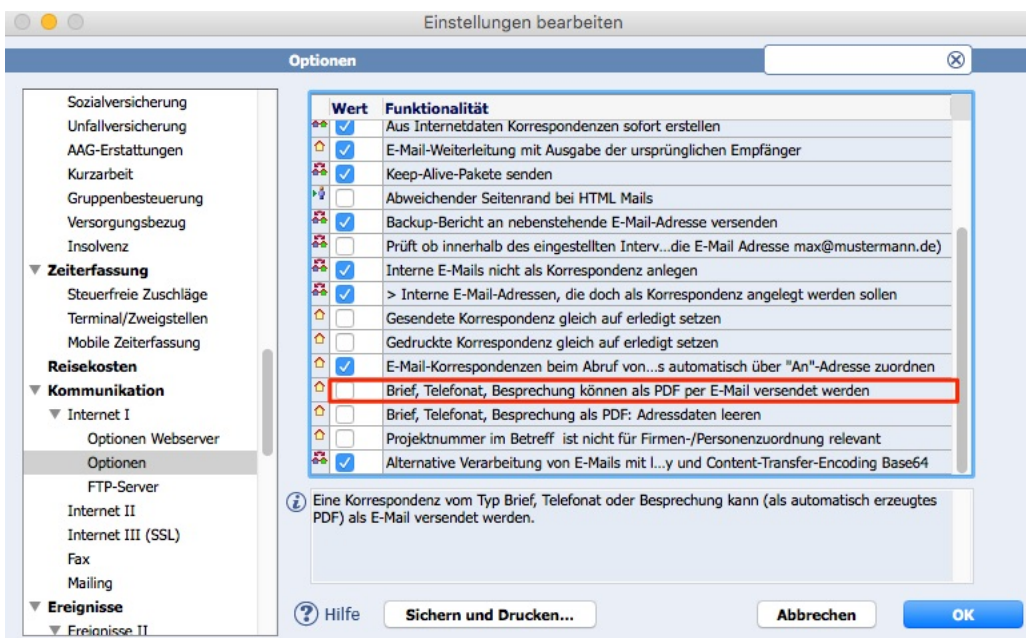 Einstellungen bearbeiten
Optionen
Sozialversicherung
Unfallversicherung
AAG-Erstattungen
Kurzarbeit
Gruppenbesteuerung
Versorgungsbezug
Insolvenz
Zeiterfassung
Steuerfreie Zuschläge
Terminal/Zweigstellen
Mobile Zeiterfassung
Reisekosten
Kommunikation
Internet I
Optionen Webserver
Optionen
FTP-Server
Internet II
Internet III (SSL)
Fax
Mailing
Ereignisse
Ereignisse II
Wert Funktionalität
Aus Internetdaten Korrespondenzen sofort erstellen
E-Mail-Weiterleitung mit Ausgabe der ursprünglichen Empfänger
Keep-Alive-Pakete senden
Abweichender Seitenrand bei HTML Mails
Backup-Bericht an nebenstehende E-Mail-Adresse versenden
Prüft ob innerhalb des eingestellten Interv...die E-Mail Adresse max@mustermann.de)
Interne E-Mails nicht als Korrespondenz anlegen
> Interne E-Mail-Adressen, die doch als Korrespondenz angelegt werden sollen
Gesendete Korrespondenz gleich auf erledigt setzen
Gedruckte Korrespondenz gleich auf erledigt setzen
E-Mail-Korrespondenzen beim Abruf von...s automatisch über "An"-Adresse zuordnen
Brief, Telefonat, Besprechung können als PDF per E-Mail versendet werden
Brief, Telefonat, Besprechung als PDF: Adressdaten leeren
Projektnummer im Betreff ist nicht für Firmen-/Personenzuordnung relevant
Alternative Verarbeitung von E-Mails mit l...y und Content-Transfer-Encoding Base64
Eine Korrespondenz vom Typ Brief, Telefonat oder Besprechung kann (als automatisch erzeugtes
PDF) als E-Mail versendet werden.
? Hilfe
Sichern und Drucken...
Abbrechen
OK